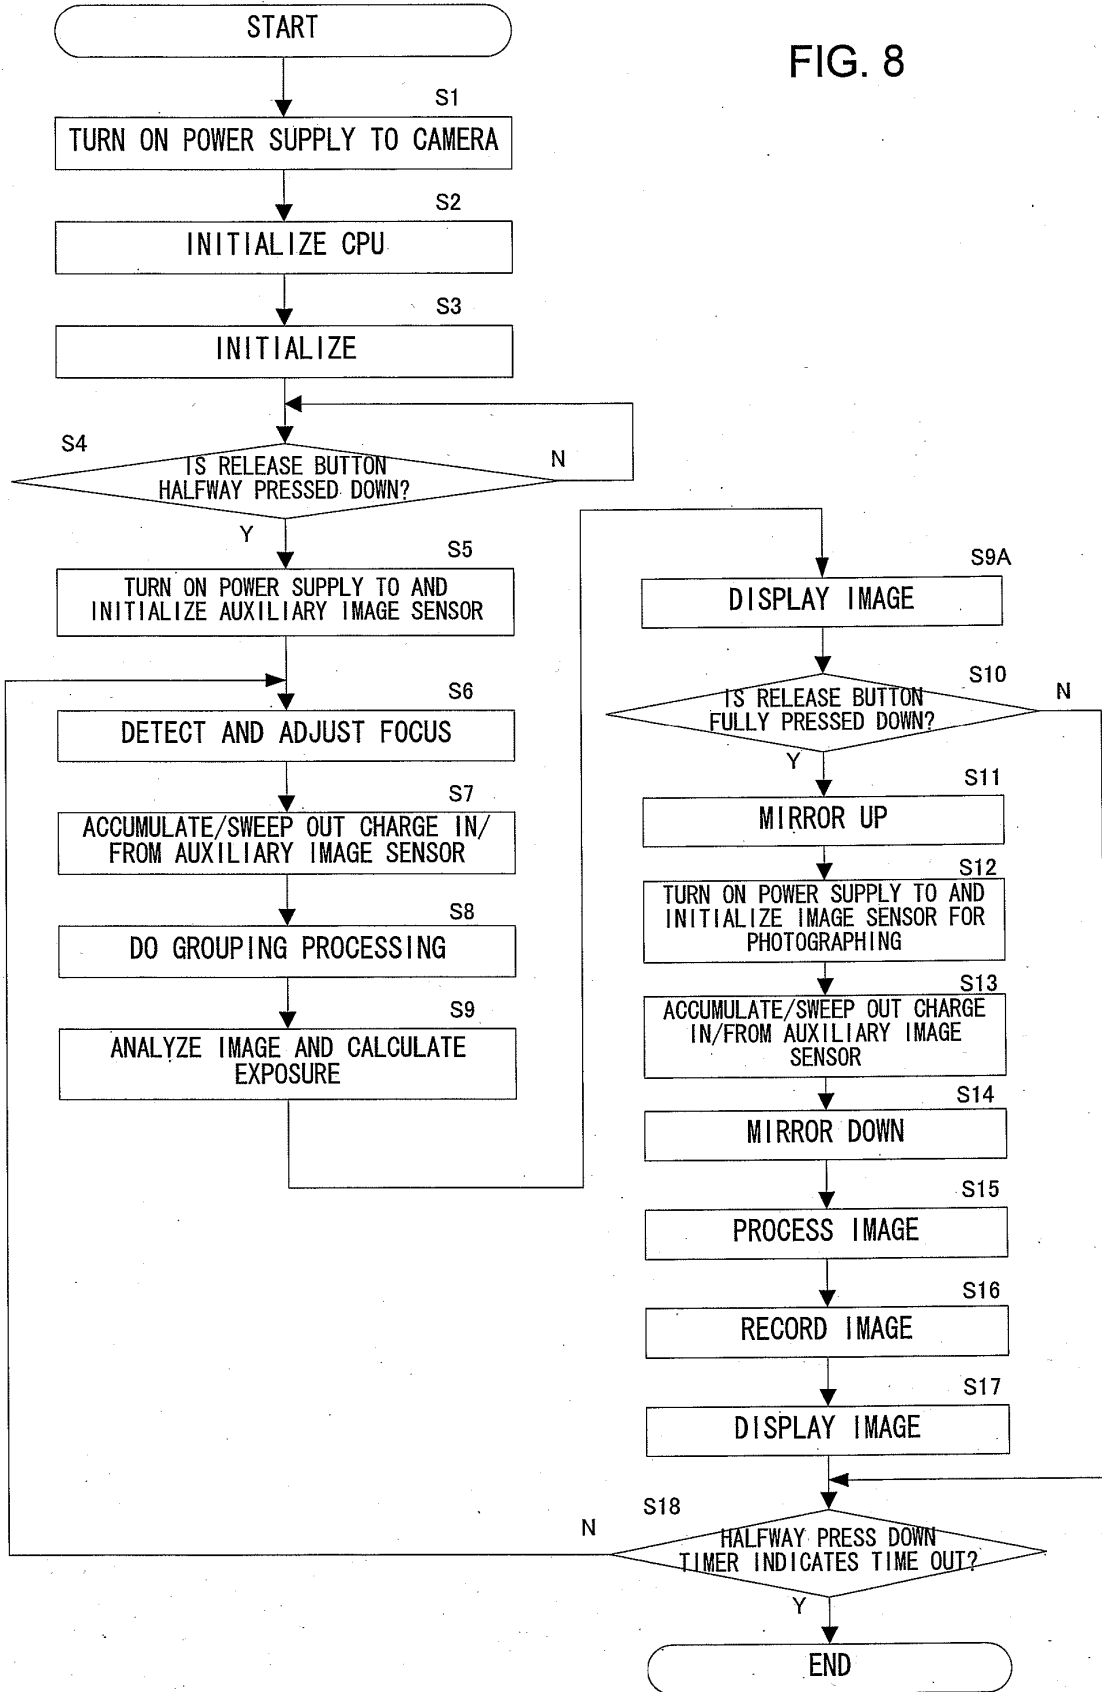 START
FIG. 8
S1
TURN ON POWER SUPPLY TO CAMERA
S2
INITIALIZE CPU
S3
INITIALIZE
S4
IS RELEASE BUTTON
HALFWAY PRESSED DOWN?
N
Y
S5
TURN ON POWER SUPPLY TO AND
INITIALIZE AUXILIARY IMAGE SENSOR
S6
DETECT AND ADJUST FOCUS
S7
ACCUMULATE/SWEEP OUT CHARGE IN/
FROM AUXILIARY IMAGE SENSOR
S8
DO GROUPING PROCESSING
S9
ANALYZE IMAGE AND CALCULATE
EXPOSURE
S9A
DISPLAY IMAGE
S10
IS RELEASE BUTTON
FULLY PRESSED DOWN?
N
Y
S11
MIRROR UP
S12
TURN ON POWER SUPPLY TO AND
INITIALIZE IMAGE SENSOR FOR
PHOTOGRAPHING
S13
ACCUMULATE/SWEEP OUT CHARGE
IN/FROM AUXILIARY IMAGE
SENSOR
S14
MIRROR DOWN
S15
PROCESS IMAGE
S16
RECORD IMAGE
S17
DISPLAY IMAGE
S18
HALFWAY PRESS DOWN
TIMER INDICATES TIME OUT?
N
Y
END